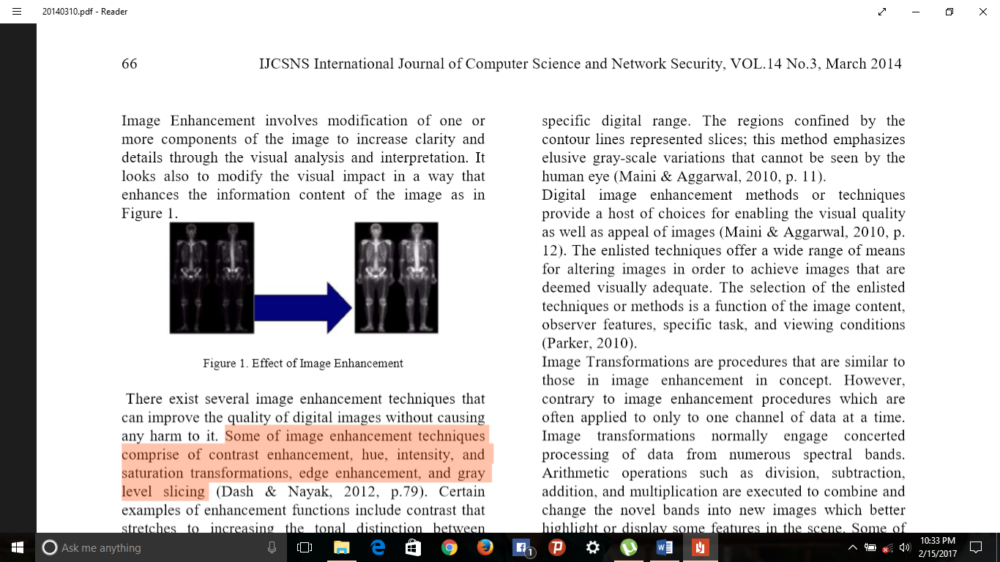 20140310.pdf - Reader
66
IJCSNS International Journal of Computer Science and Network Security, VOL.14 No.3, March 2014
Image Enhancement involves modification of one or
more components of the image to increase clarity and
details through the visual analysis and interpretation. It
looks also to modify the visual impact in a way that
enhances the information content of the image as in
Figure 1.
Figure 1. Effect of Image Enhancement
There exist several image enhancement techniques that
can improve the quality of digital images without causing
any harm to it. Some of image enhancement techniques
comprise of contrast enhancement, hue, intensity, and
saturation transformations, edge enhancement, and gray
level slicing (Dash & Nayak, 2012, p.79). Certain
examples of enhancement functions include contrast that
stretches to increasing the tonal distinction between
specific digital range. The regions confined by the
contour lines represented slices; this method emphasizes
elusive gray-scale variations that cannot be seen by the
human eye (Maini & Aggarwal, 2010, p. 11).
Digital image enhancement methods or techniques
provide a host of choices for enabling the visual quality
as well as appeal of images (Maini & Aggarwal, 2010, p.
12). The enlisted techniques offer a wide range of means
for altering images in order to achieve images that are
deemed visually adequate. The selection of the enlisted
techniques or methods is a function of the image content,
observer features, specific task, and viewing conditions
(Parker, 2010).
Image Transformations are procedures that are similar to
those in image enhancement in concept. However,
contrary to image enhancement procedures which are
often applied to only to one channel of data at a time.
Image transformations normally engage concerted
processing of data from numerous spectral bands.
Arithmetic operations such as division, subtraction,
addition, and multiplication are executed to combine and
change the novel bands into new images which better
highlight or display some features in the scene. Some of
Ask me anything
1
10:33 PM
2/15/2017